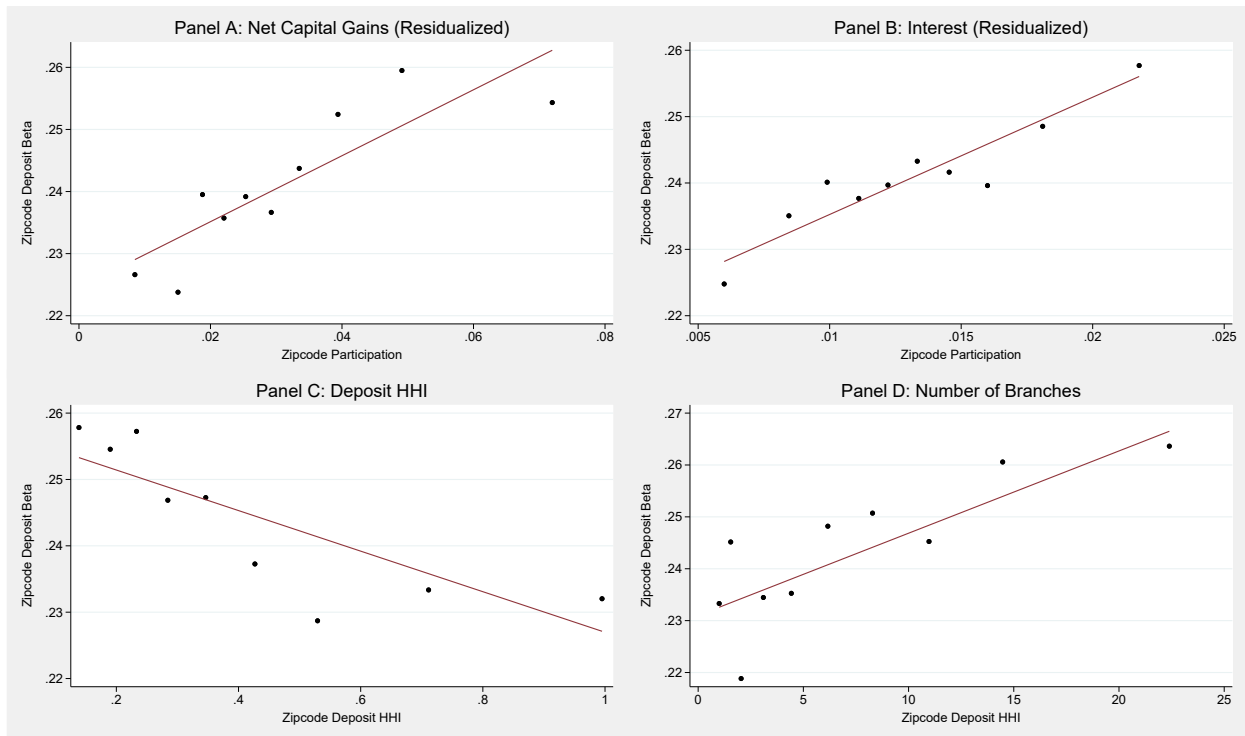 Panel A: Net Capital Gains (Residualized)
Zipcode Deposit Beta
.26
.25
.24
.23
.22
0 .02 .04 .06 .08
Zipcode Participation
Panel B: Interest (Residualized)
Zipcode Deposit Beta
.26
.25
.24
.23
.22
.005 .01 .015 .02 .025
Zipcode Participation
Panel C: Deposit HHI
Zipcode Deposit Beta
.26
.25
.24
.23
.22
.2 .4 .6 .8 1
Zipcode Deposit HHI
Panel D: Number of Branches
Zipcode Deposit Beta
.27
.26
.25
.24
.23
.22
0 5 10 15 20 25
Zipcode Deposit HHI